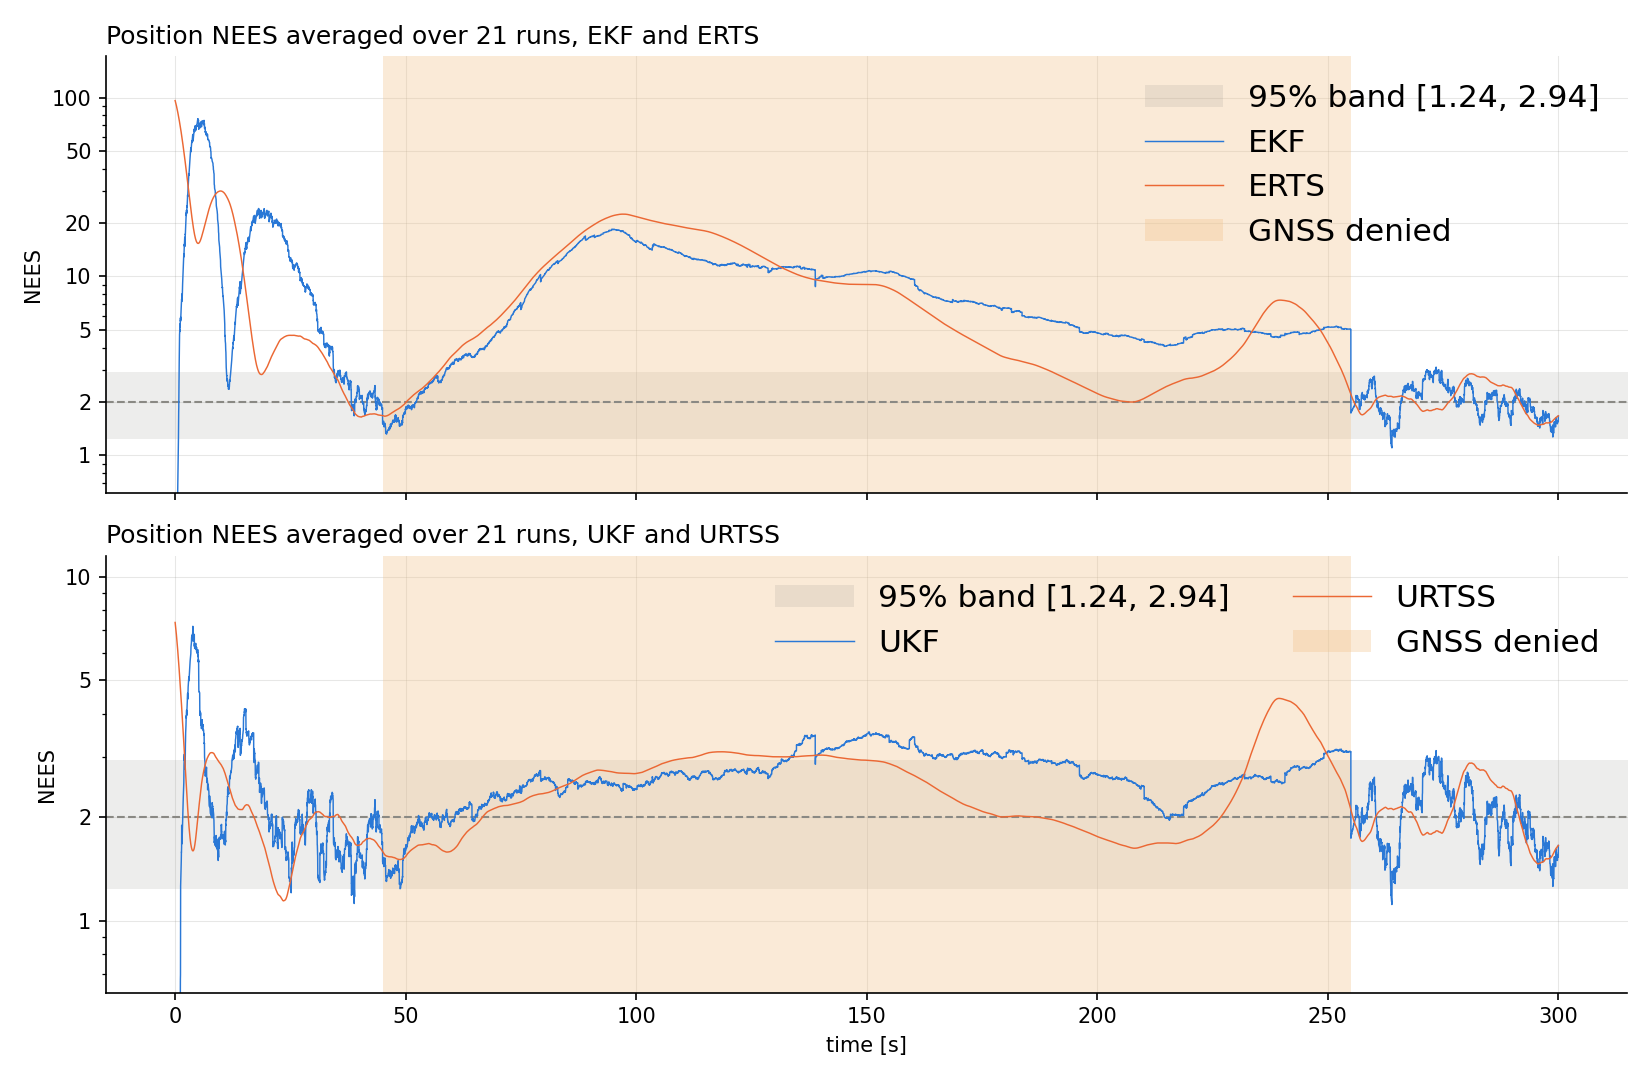 Position NEES averaged over 21 runs, EKF and ERTS
NEES
100
50
20
10
5
2
1
95% band [1.24, 2.94]
EKF
ERTS
GNSS denied
Position NEES averaged over 21 runs, UKF and URTSS
NEES
10
5
2
1
95% band [1.24, 2.94]
UKF
URTSS
GNSS denied
0 50 100 150 200 250 300
time [s]